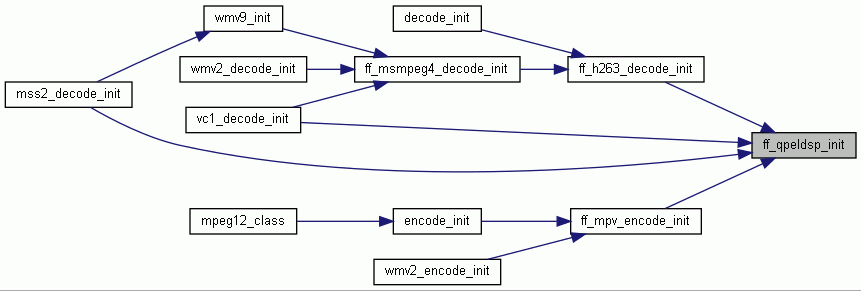 wmv9_init
decode_init
wmv2_decode_init
ff_msmpeg4_decode_init
ff_h263_decode_init
mss2_decode_init
vc1_decode_init
ff_qpeldsp_init
mpeg12_class
encode_init
ff_mpv_encode_init
wmv2_encode_init